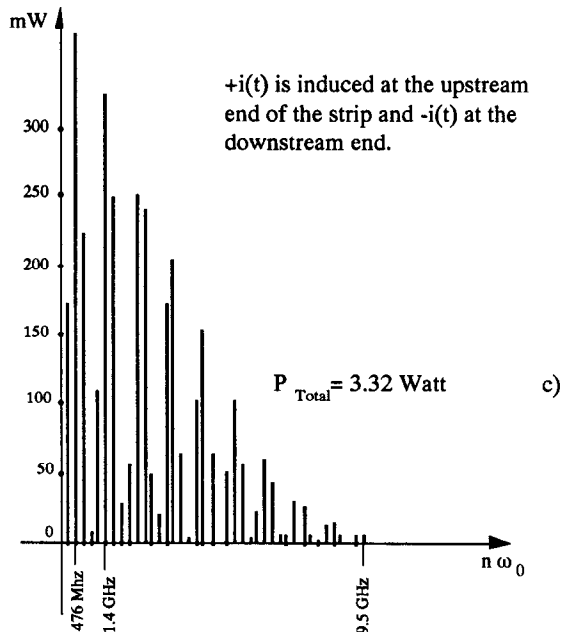 mW
+i(t) is induced at the upstream
end of the strip and -i(t) at the
downstream end.
300
250
200
150
100
50
0
P Total = 3.32 Watt
c)
n ω0
476 Mhz
1.4 GHz
9.5 GHz